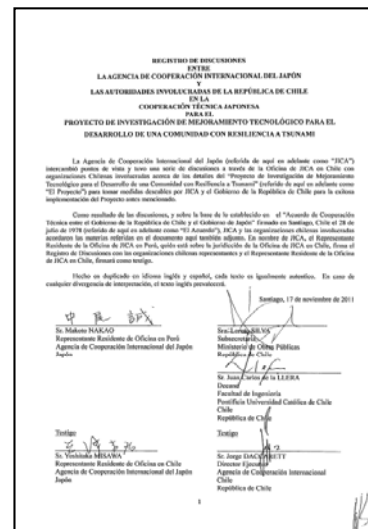 REGISTRO DE DISCUSIONES
ENTRE
LA AGENCIA DE COOPERACIÓN INTERNACIONAL DEL JAPÓN
Y
LAS AUTORIDADES INVOLUCRADAS DE LA REPÚBLICA DE CHILE
EN LA
COOPERACIÓN TÉCNICA JAPONESA
PARA EL
PROYECTO DE INVESTIGACIÓN DE MEJORAMIENTO TECNOLÓGICO PARA EL
DESARROLLO DE UNA COMUNIDAD CON RESILIENCIA A TSUNAMI
La Agencia de Cooperación Internacional del Japón (referida de aquí en adelante como "JICA")
intercambió puntos de vista y tuvo una serie de discusiones a través de la Oficina de JICA en Chile con
organizaciones Chilenas involucradas acerca de los detalles del "Proyecto de Investigación de Mejoramiento
Tecnológico para el Desarrollo de una Comunidad con Resiliencia a Tsunami" (referido de aquí en adelante como
"El Proyecto") para tomar medidas deseables por JICA y el Gobierno de la República de Chile para la exitosa
implementación del Proyecto antes mencionado.
Como resultado de las discusiones, y sobre la base de lo establecido en el "Acuerdo de Cooperación
Técnica entre el Gobierno de la República de Chile y el Gobierno de Japón" firmado en Santiago, Chile el 28 de
julio de 1978 (referido de aquí en adelante como "El Acuerdo"), JICA y las organizaciones chilenas involucradas
acordaron las materias referidas en el documento aquí también adjunto. En nombre de JICA, el Representante
Residente de la Oficina de JICA en Perú, quién está sobre la jurisdicción de la Oficina de JICA en Chile, firma el
Registro de Discusiones con las organizaciones chilenas representantes y el Representante Residente de la Oficina
de JICA en Chile, firmará como testigo.
Hecho en duplicado en idioma inglés y español, cada texto es igualmente autentico. En caso de
cualquier divergencia de interpretación, el texto inglés prevalecerá.
Santiago, 17 de noviembre de 2011
Sr. Makoto NAKAO
Representante Residente de Oficina en Perú
Agencia de Cooperación Internacional del Japón
Japón
Sra. Loreto SILVA
Subsecretaria
Ministerio de Obras Públicas
República de Chile
Sr. Juan Carlos de la LLERA
Decano
Facultad de Ingeniería
Pontificia Universidad Católica de Chile
Chile
República de Chile
Testigo
Sr. Yoshitaka MISAWA
Representante Residente de Oficina en Chile
Agencia de Cooperación Internacional del Japón
Japón
Testigo
Sr. Jorge DACCARETT
Director Ejecutivo
Agencia de Cooperación Internacional
Chile
República de Chile
1